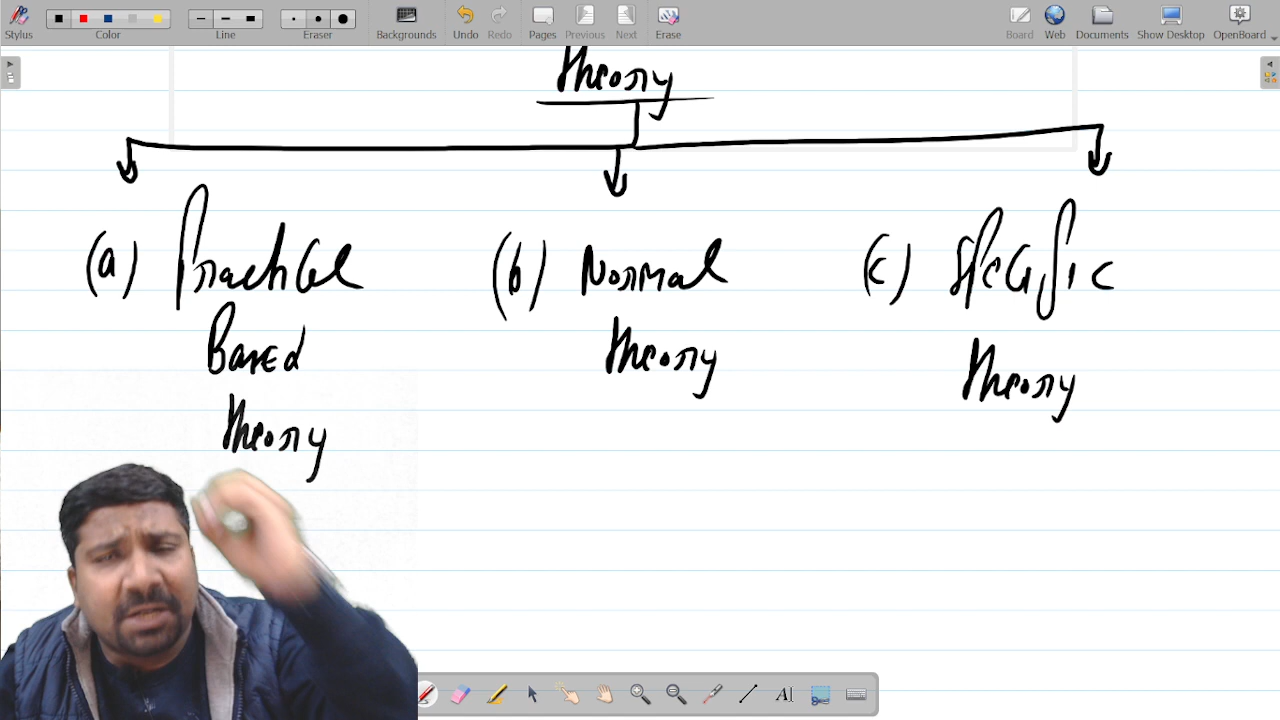 Stylus
Color
Line
Eraser
Backgrounds
Undo
Redo
Pages
Previous
Next
Erase
Board
Web
Documents
Show Desktop
OpenBoard
Theory
(a) Practical
Based
Theory
(b) Normal
Theory
(c) Specific
Theory
AI